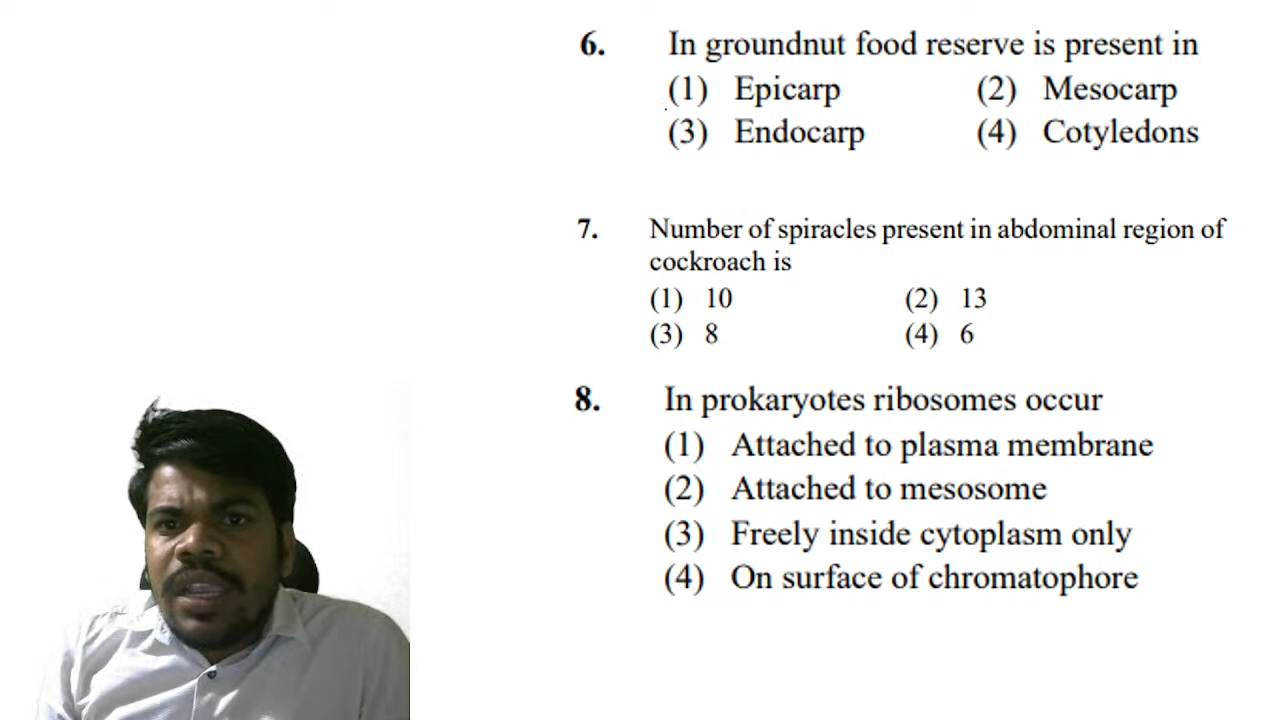 6. In groundnut food reserve is present in
(1) Epicarp (2) Mesocarp
(3) Endocarp (4) Cotyledons
7. Number of spiracles present in abdominal region of
cockroach is
(1) 10 (2) 13
(3) 8 (4) 6
8. In prokaryotes ribosomes occur
(1) Attached to plasma membrane
(2) Attached to mesosome
(3) Freely inside cytoplasm only
(4) On surface of chromatophore